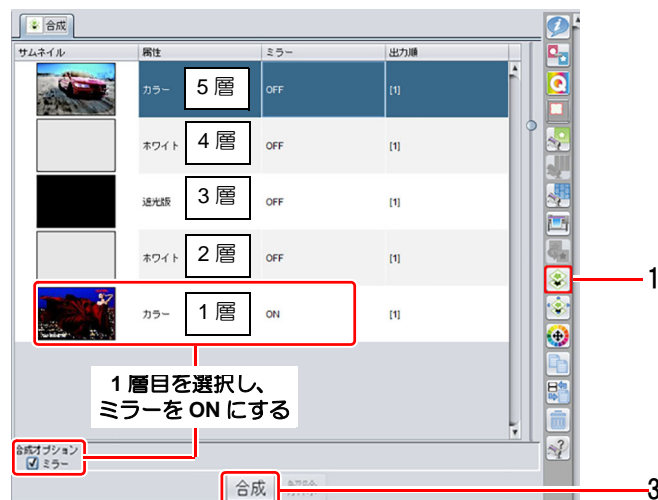 合成
サムネイル 属性 ミラー 出力順
カラー 5層 OFF [1]
ホワイト 4層 OFF [1]
遮光版 3層 OFF [1]
ホワイト 2層 OFF [1]
カラー 1層 ON [1]
1
1層目を選択し、
ミラーを ON にする
合成オプション
ミラー
合成 解除
3